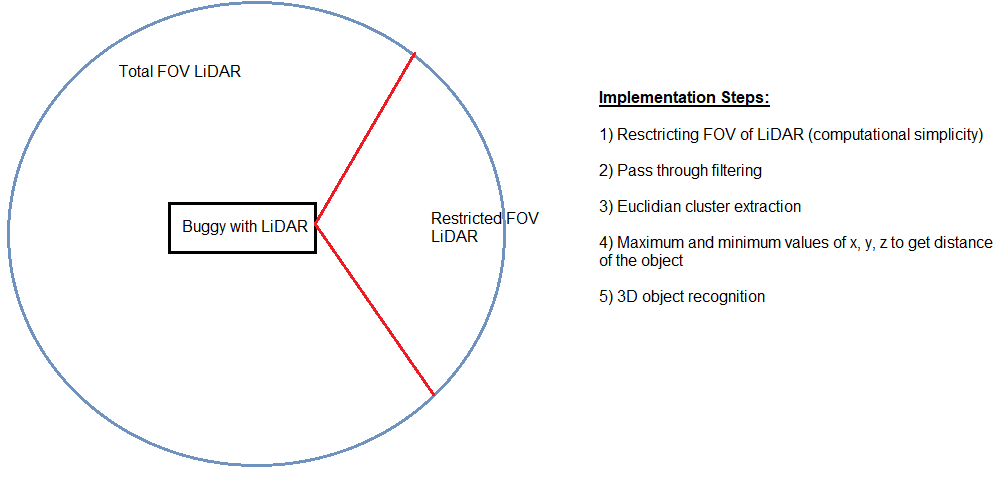 Total FOV LiDAR
Buggy with LiDAR
Restricted FOV
LiDAR
Implementation Steps:
1) Resctricting FOV of LiDAR (computational simplicity)
2) Pass through filtering
3) Euclidian cluster extraction
4) Maximum and minimum values of x, y, z to get distance
of the object
5) 3D object recognition